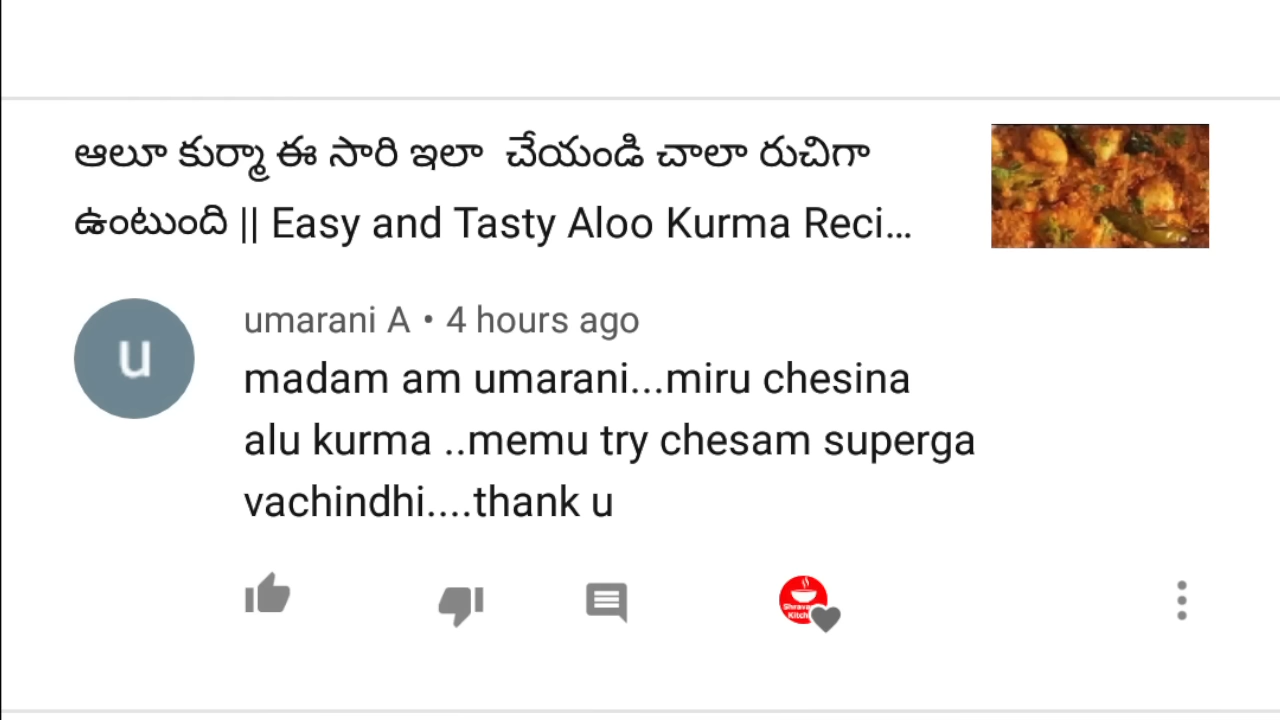 ఆలూ కుర్మా ఈ సారి ఇలా చేయండి చాలా రుచిగా
ఉంటుంది || Easy and Tasty Aloo Kurma Reci...
u
umarani A • 4 hours ago
madam am umarani...miru chesina
alu kurma ..memu try chesam superga
vachindhi....thank u